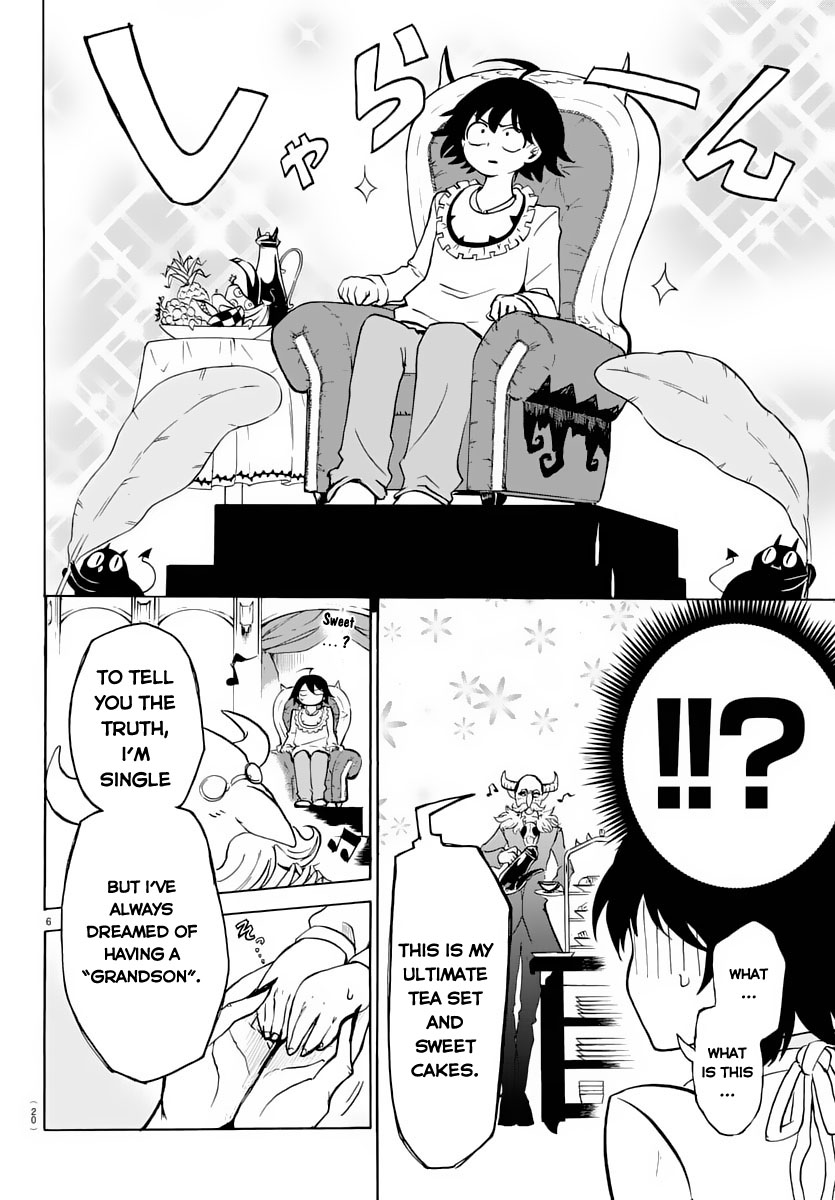 しゃらーん
!!?
WHAT
...
WHAT
IS THIS
...
THIS IS MY
ULTIMATE
TEA SET
AND
SWEET
CAKES.
Sweet
...?
TO TELL
YOU THE
TRUTH,
I'M
SINGLE
BUT I'VE
ALWAYS
DREAMED OF
HAVING A
"GRANDSON".
6
(20)